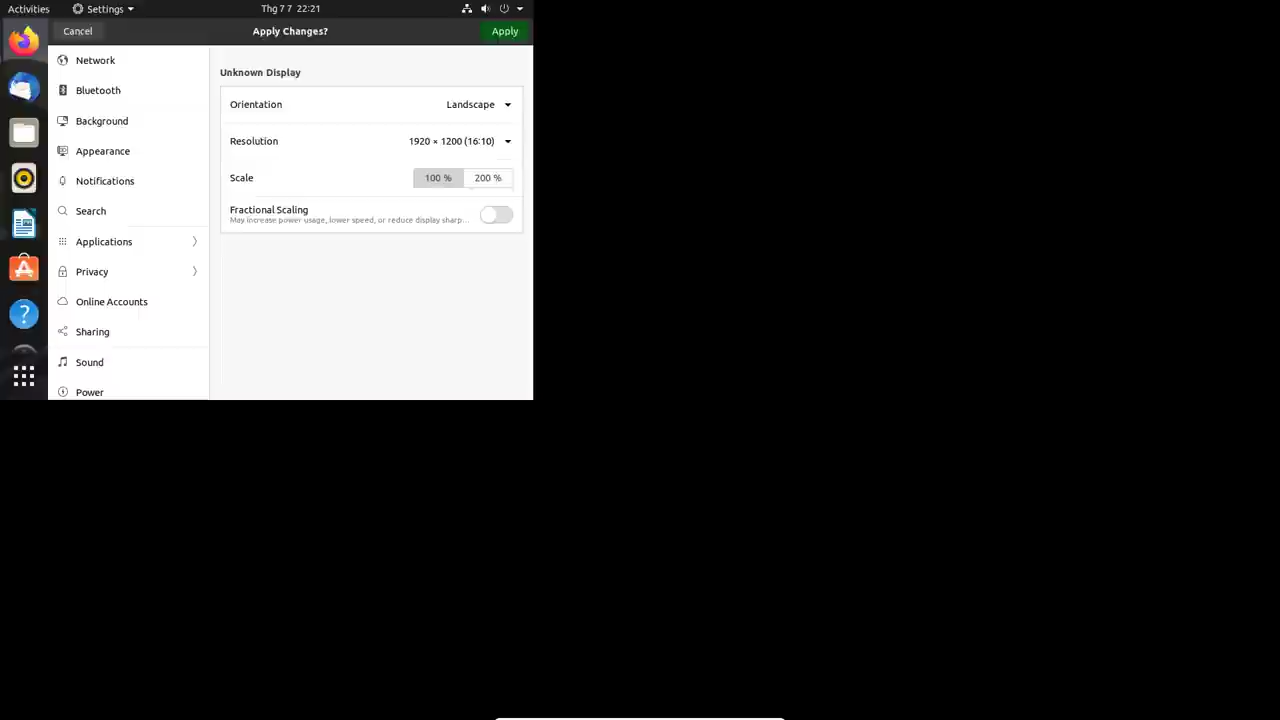 Activities
Settings
Thg 7 7 22:21
Cancel
Apply Changes?
Apply
Network
Bluetooth
Background
Appearance
Notifications
Search
Applications
Privacy
Online Accounts
Sharing
Sound
Power
Unknown Display
Orientation
Landscape
Resolution
1920 × 1200 (16:10)
Scale
100 %
200 %
Fractional Scaling
May increase power usage, lower speed, or reduce display sharp...